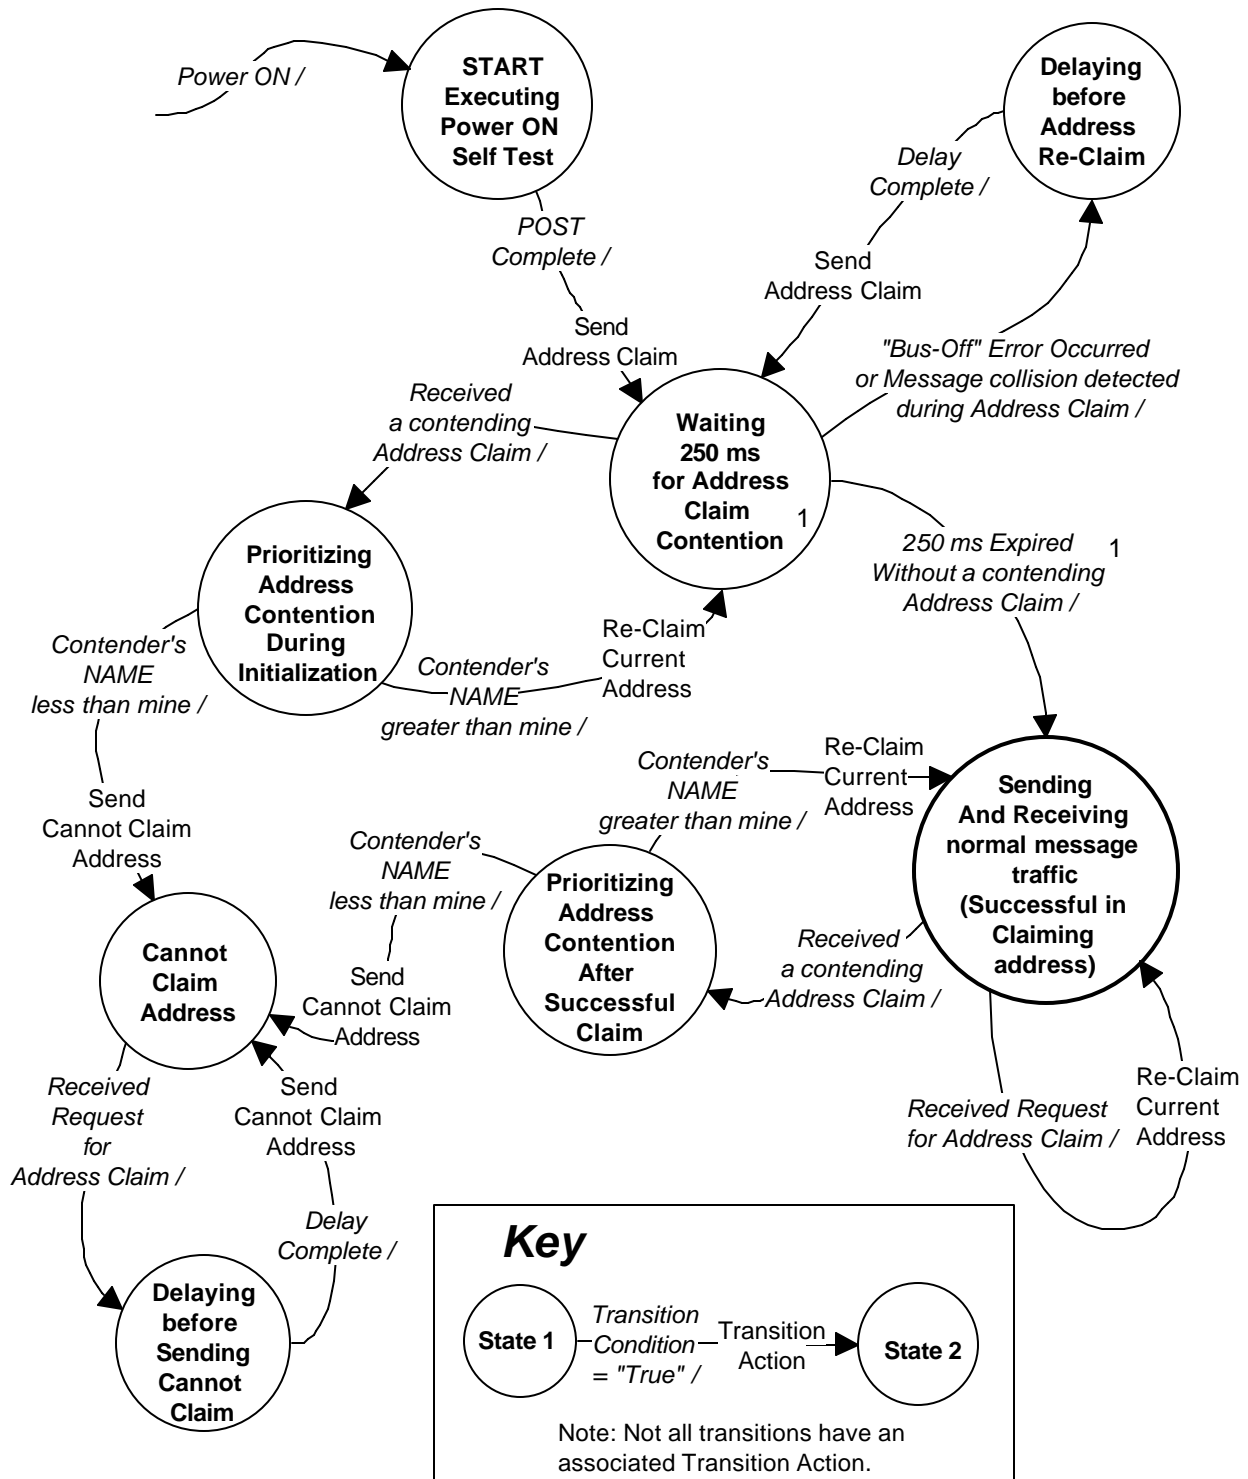 Power ON /
START
Executing
Power ON
Self Test
Delaying
before
Address
Re-Claim
Delay
Complete /
Send
Address Claim
POST
Complete /
Send
Address Claim
"Bus-Off" Error Occurred
or Message collision detected
during Address Claim /
Received
a contending
Address Claim /
Waiting
250 ms
for Address
Claim
Contention 1
250 ms Expired 1
Without a contending
Address Claim /
Prioritizing
Address
Contention
During
Initialization
Contender's
NAME
less than mine /
Contender's
NAME
greater than mine /
Re-Claim
Current
Address
Send
Cannot Claim
Address
Contender's
NAME
greater than mine /
Re-Claim
Current
Address
Sending
And Receiving
normal message
traffic
(Successful in
Claiming
address)
Contender's
NAME
less than mine /
Prioritizing
Address
Contention
After
Successful
Claim
Received
a contending
Address Claim /
Send
Cannot Claim
Address
Cannot
Claim
Address
Received
Request
for
Address Claim /
Send
Cannot Claim
Address
Delay
Complete /
Received Request
for Address Claim /
Re-Claim
Current
Address
Delaying
before
Sending
Cannot
Claim
Key
State 1
Transition
Condition
= "True" /
Transition
Action
State 2
Note: Not all transitions have an
associated Transition Action.